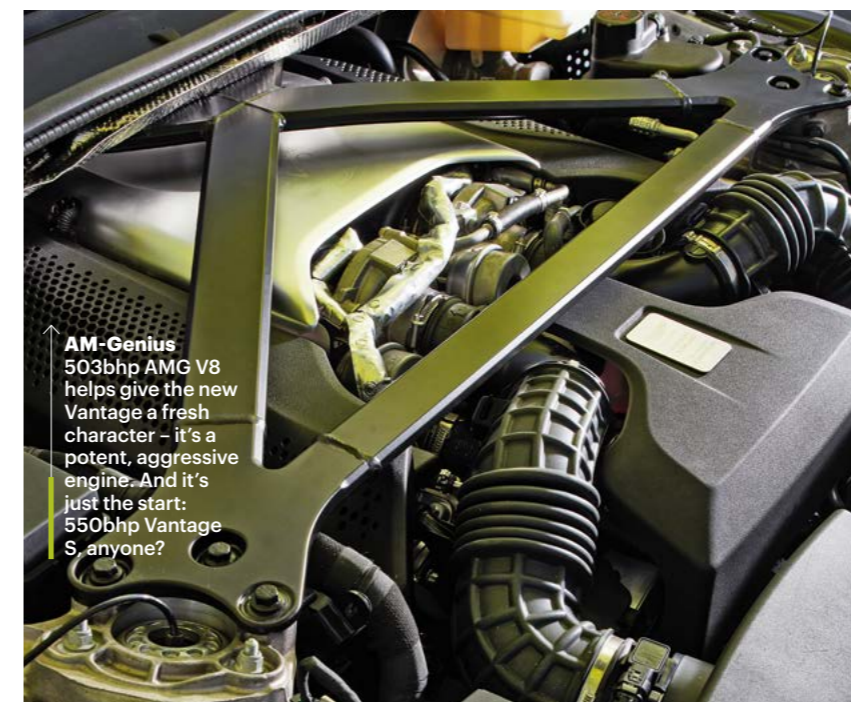 AM-Genius
503bhp AMG V8
helps give the new
Vantage a fresh
character – it's a
potent, aggressive
engine. And it's
just the start:
550bhp Vantage
S, anyone?